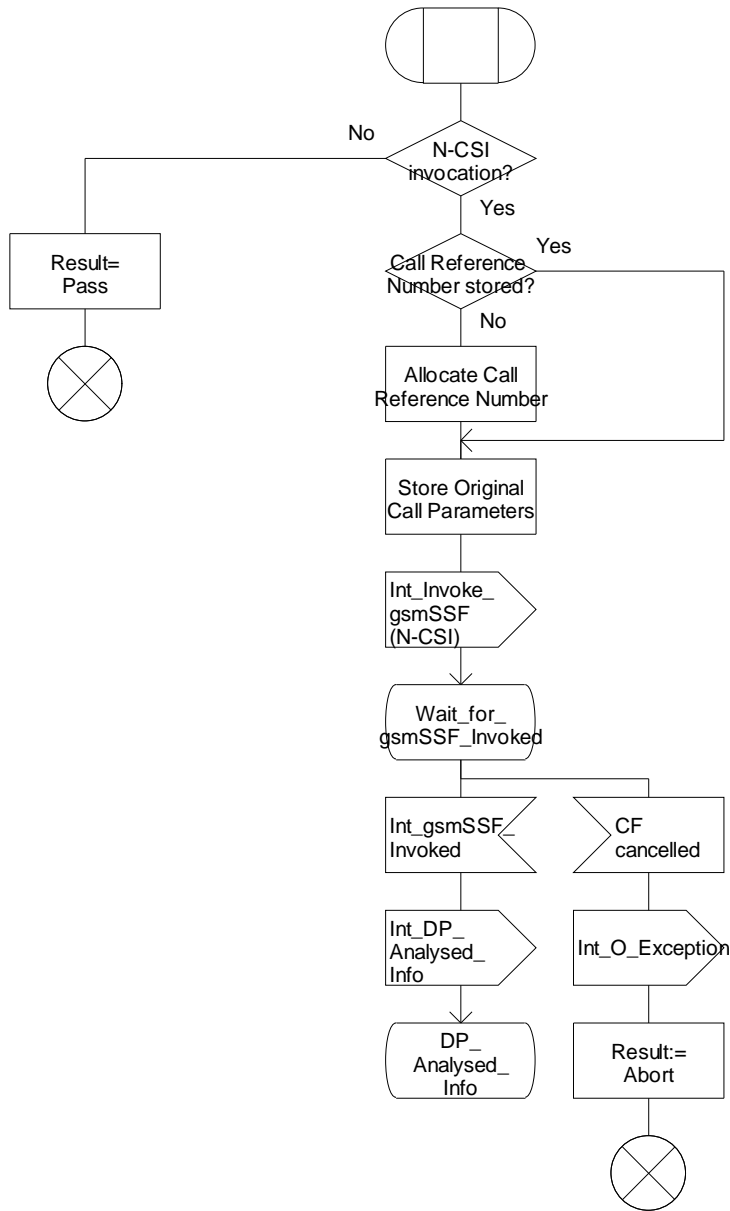 No
N-CSI
invocation?
Yes
Result=
Pass
Call Reference
Number stored?
Yes
No
Allocate Call
Reference Number
Store Original
Call Parameters
Int_Invoke_
gsmSSF
(N-CSI)
Wait_for_
gsmSSF_Invoked
Int_gsmSSF_
Invoked
CF
cancelled
Int_DP_
Analysed_
Info
Int_O_Exception
DP_
Analysed_
Info
Result:=
Abort